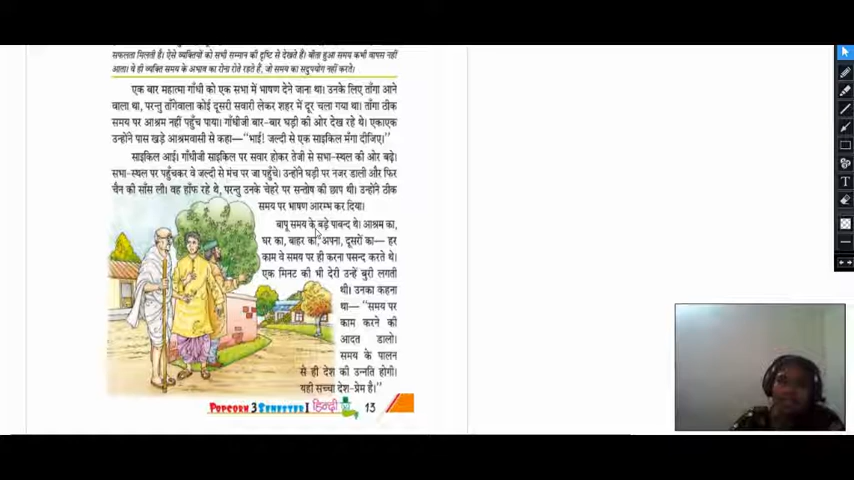 सफलता मिलती है। ऐसे व्यक्तियों को सभी सम्मान की दृष्टि से देखते हैं। बीता हुआ समय कभी वापस नहीं
आता। ये ही व्यक्ति समय के अभाव का रोना रोते रहते हैं, जो समय का सदुपयोग नहीं करते।
एक बार महात्मा गाँधी को एक सभा में भाषण देने जाना था। उनके लिए ताँगा आने
वाला था, परन्तु ताँगेवाला कोई दूसरी सवारी लेकर शहर में दूर चला गया था। ताँगा ठीक
समय पर आश्रम नहीं पहुँच पाया। गाँधीजी बार-बार घड़ी की ओर देख रहे थे। एकाएक
उन्होंने पास खड़े आश्रमवासी से कहा—"भाई! जल्दी से एक साइकिल मँगा दीजिए।"
साइकिल आई। गाँधीजी साइकिल पर सवार होकर तेजी से सभा-स्थल की ओर बढ़े।
सभा-स्थल पर पहुँचकर वे जल्दी से मंच पर जा पहुँचे। उन्होंने घड़ी पर नजर डाली और फिर
चैन की साँस ली। वह हाँफ रहे थे, परन्तु उनके चेहरे पर सन्तोष की छाप थी। उन्होंने ठीक
समय पर भाषण आरम्भ कर दिया।
बापू समय के बड़े पाबन्द थे। आश्रम का,
घर का, बाहर का, अपना, दूसरों का— हर
काम वे समय पर ही करना पसन्द करते थे।
एक मिनट की भी देरी उन्हें बुरी लगती
थी। उनका कहना
था— "समय पर
काम करने की
आदत डालो।
समय के पालन
से ही देश की उन्नति होगी।
यही सच्चा देश-प्रेम है।"
POPCORN 3 SEMESTER I हिन्दी 13
T